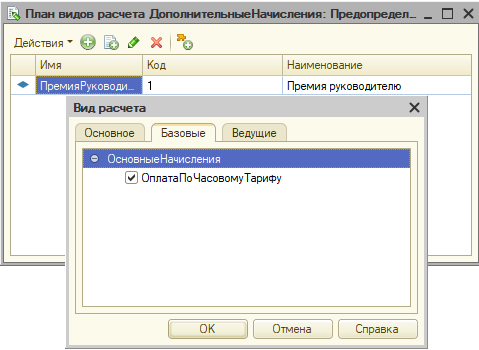 План видов расчета ДополнительныеНачисления: Предопредел...
Действия
Имя Код Наименование
ПремияРуководи... 1 Премия руководителю
Вид расчета
Основное Базовые Ведущие
ОсновныеНачисления
ОплатаПоЧасовомуТарифу
OK Отмена Справка